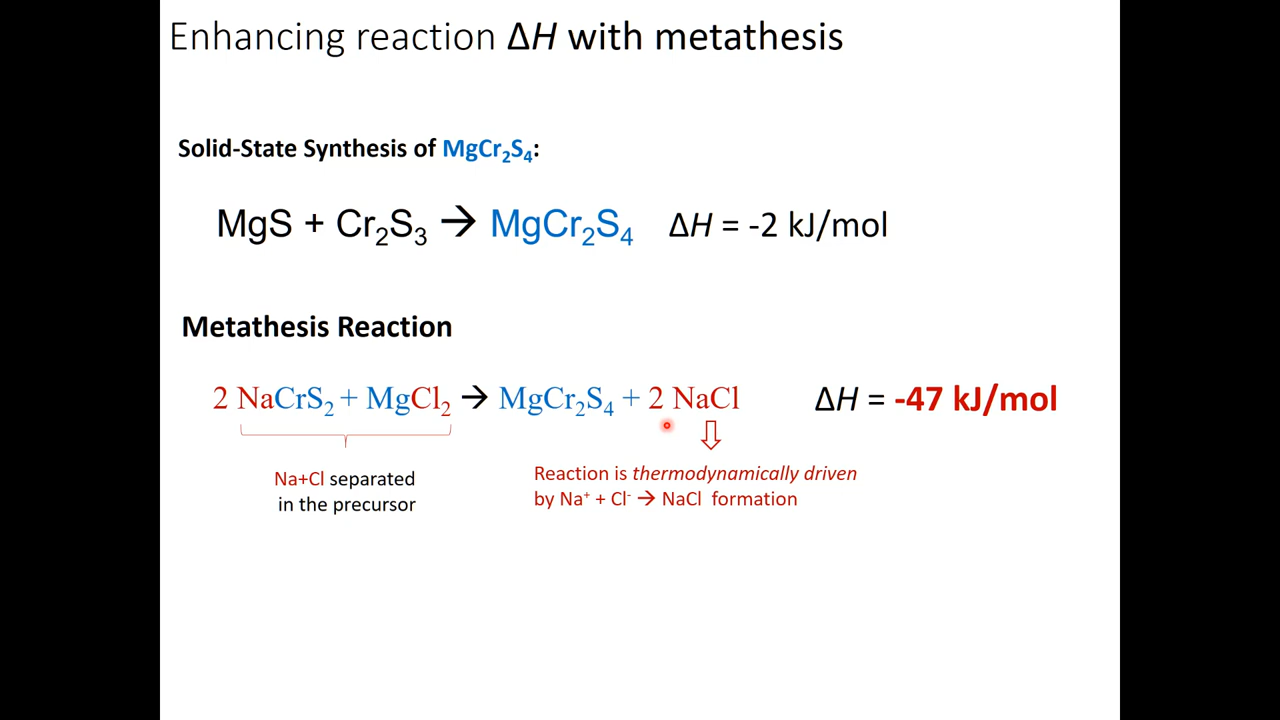 Enhancing reaction ΔH with metathesis
Solid-State Synthesis of MgCr₂S₄:
MgS + Cr₂S₃ → MgCr₂S₄ ΔH = -2 kJ/mol
Metathesis Reaction
2 NaCrS₂ + MgCl₂ → MgCr₂S₄ + 2 NaCl ΔH = -47 kJ/mol
Na+Cl separated
in the precursor
Reaction is thermodynamically driven
by Na⁺ + Cl⁻ → NaCl formation